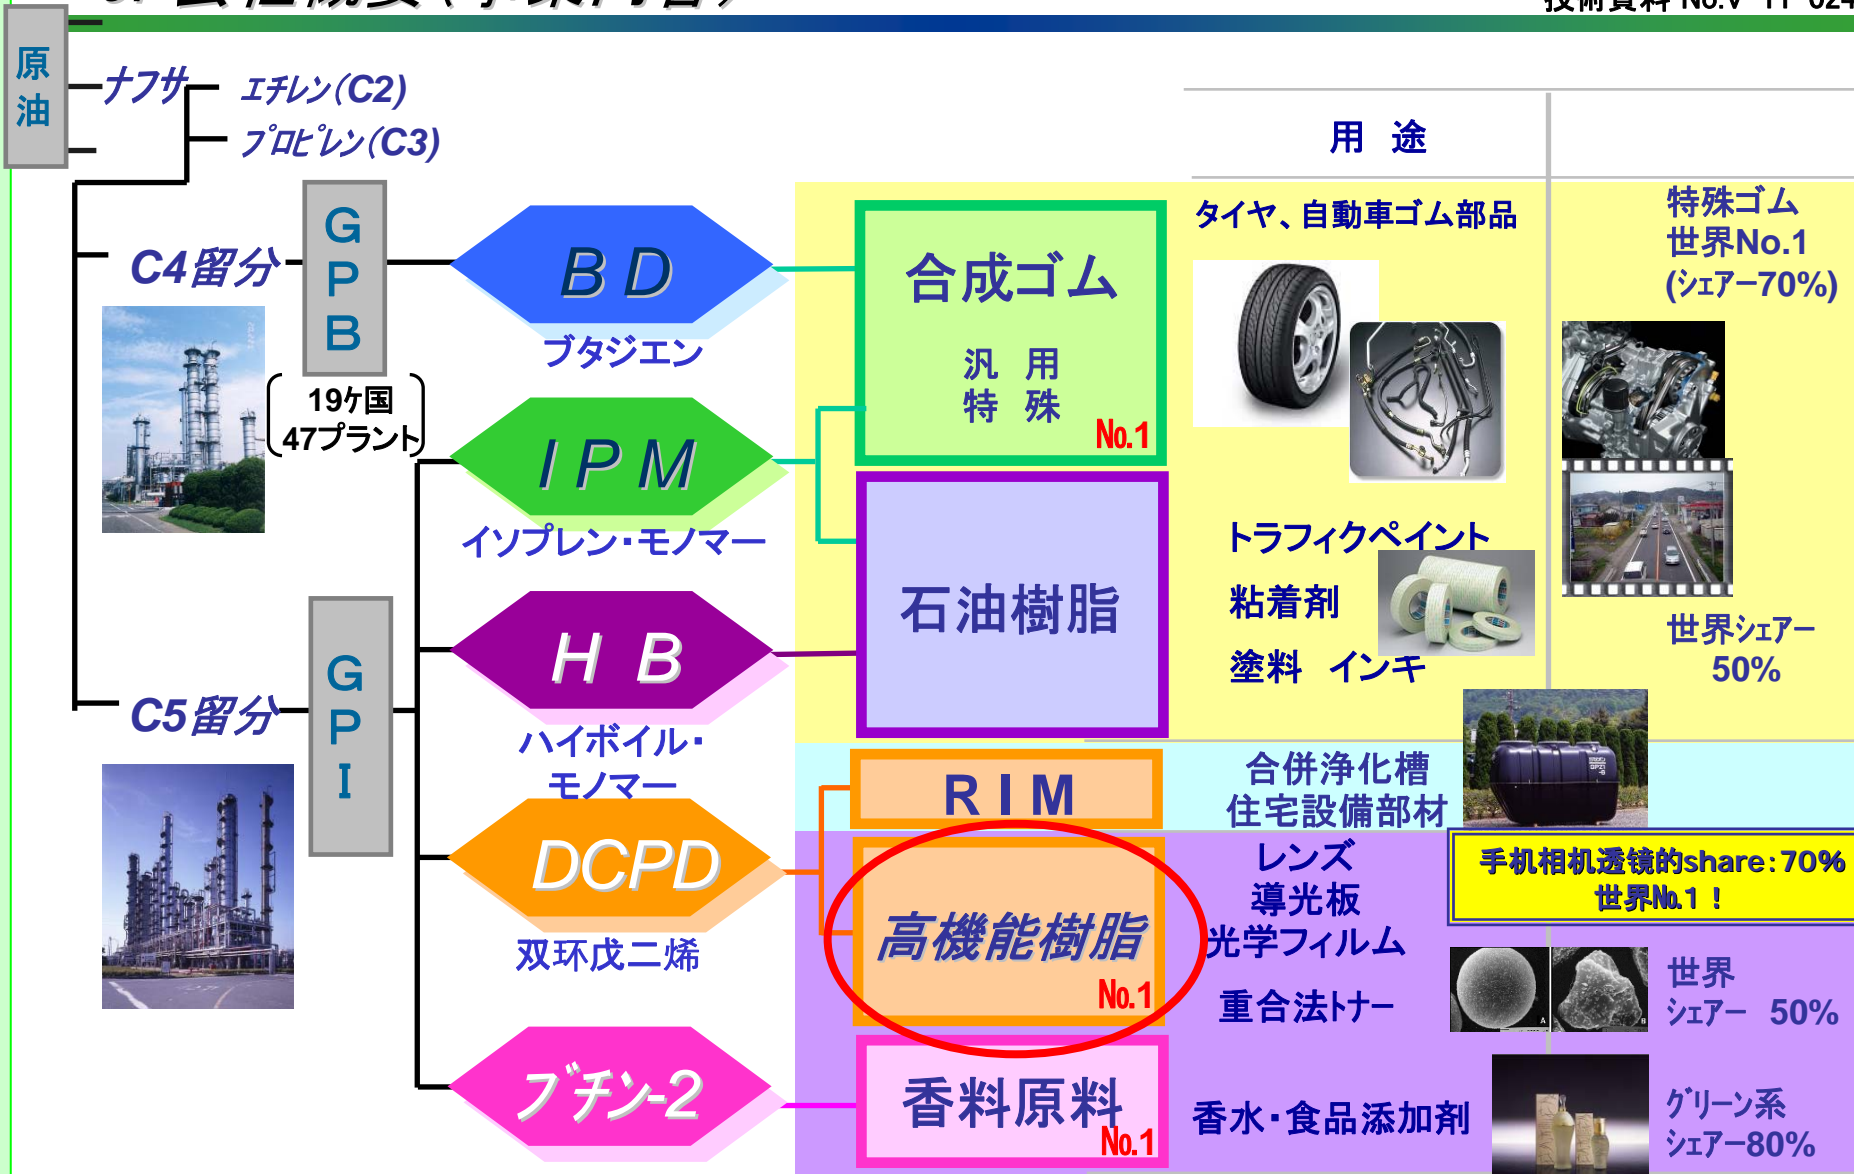 原油
ナフサ
エチレン(C2)
プロピレン(C3)
用 途
C4留分
GPB
19ケ国
47プラント
BD
ブタジエン
合成ゴム
汎 用
特 殊
No.1
タイヤ、自動車ゴム部品
特殊ゴム
世界No.1
(シェアー70%)
IPM
イソプレン・モノマー
石油樹脂
トラフィクペイント
粘着剤
塗料 インキ
世界シェアー
50%
C5留分
GPI
HB
ハイボイル・
モノマー
RIM
合併浄化槽
住宅設備部材
DCPD
双环戊二烯
高機能樹脂
No.1
レンズ
導光板
光学フィルム
重合法トナー
手机相机透镜的share:70%
世界No.1!
世界
シェアー 50%
ブチン-2
香料原料
No.1
香水・食品添加剤
グリーン系
シェアー80%